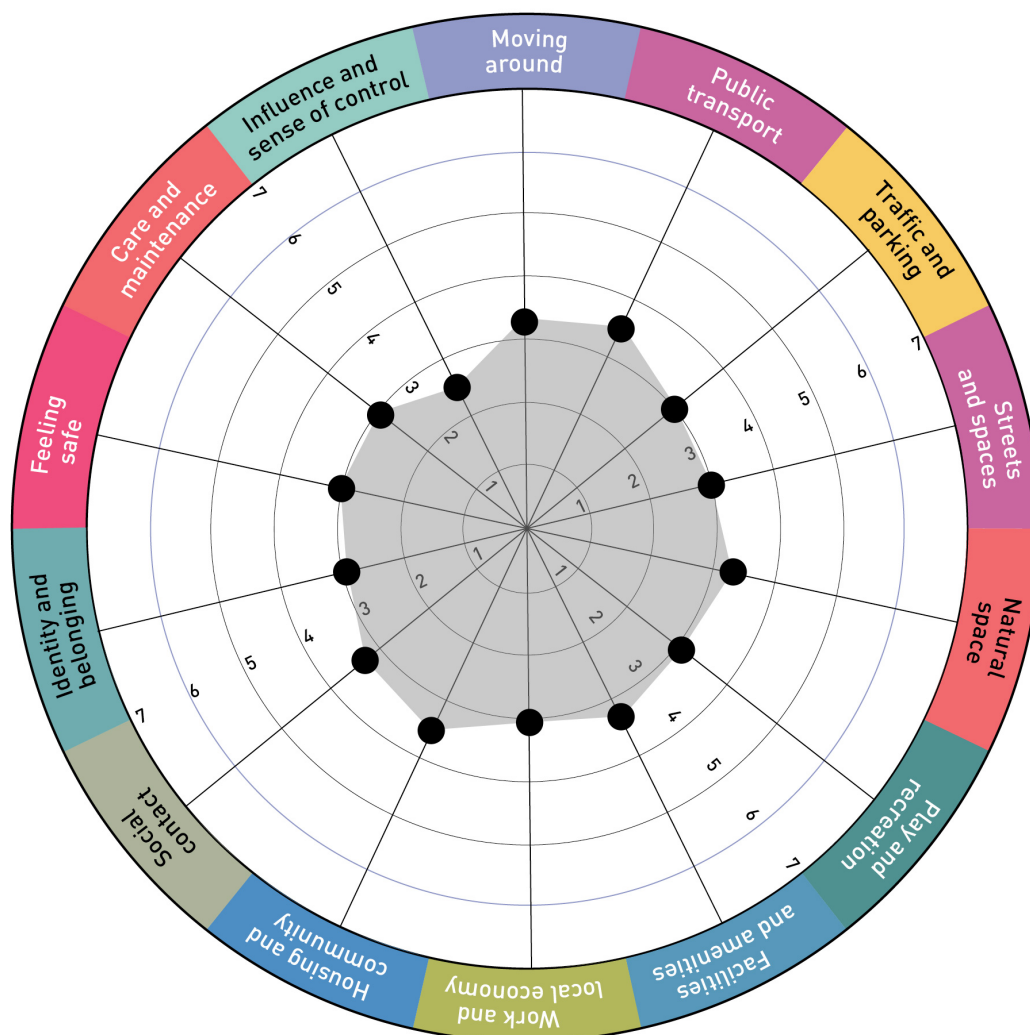 Moving
around
Public
transport
Traffic and
parking
Streets
and spaces
Natural
space
Play and
recreation
Facilities
and amenities
Work and
local economy
Housing and
community
Social
contact
Identity and
belonging
Feeling
safe
Care and
maintenance
Influence and
sense of control
1
2
3
4
5
6
7
1
2
3
4
5
6
7
1
2
3
4
5
6
7
1
2
3
4
5
6
7